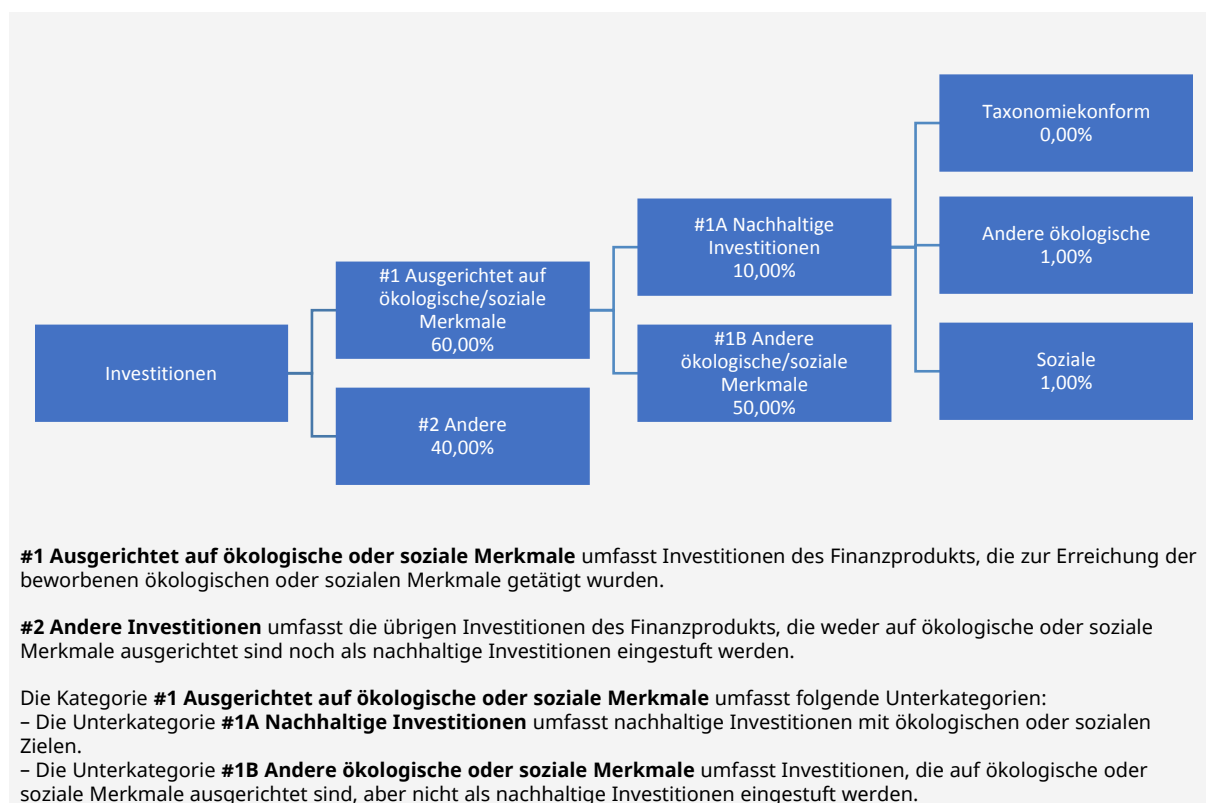 Investitionen
#1 Ausgerichtet auf
ökologische/soziale
Merkmale
60,00%
#2 Andere
40,00%
#1A Nachhaltige
Investitionen
10,00%
#1B Andere
ökologische/soziale
Merkmale
50,00%
Taxonomiekonform
0,00%
Andere ökologische
1,00%
Soziale
1,00%
#1 Ausgerichtet auf ökologische oder soziale Merkmale umfasst Investitionen des Finanzprodukts, die zur Erreichung der
beworbenen ökologischen oder sozialen Merkmale getätigt wurden.
#2 Andere Investitionen umfasst die übrigen Investitionen des Finanzprodukts, die weder auf ökologische oder soziale
Merkmale ausgerichtet sind noch als nachhaltige Investitionen eingestuft werden.
Die Kategorie #1 Ausgerichtet auf ökologische oder soziale Merkmale umfasst folgende Unterkategorien:
– Die Unterkategorie #1A Nachhaltige Investitionen umfasst nachhaltige Investitionen mit ökologischen oder sozialen
Zielen.
– Die Unterkategorie #1B Andere ökologische oder soziale Merkmale umfasst Investitionen, die auf ökologische oder
soziale Merkmale ausgerichtet sind, aber nicht als nachhaltige Investitionen eingestuft werden.